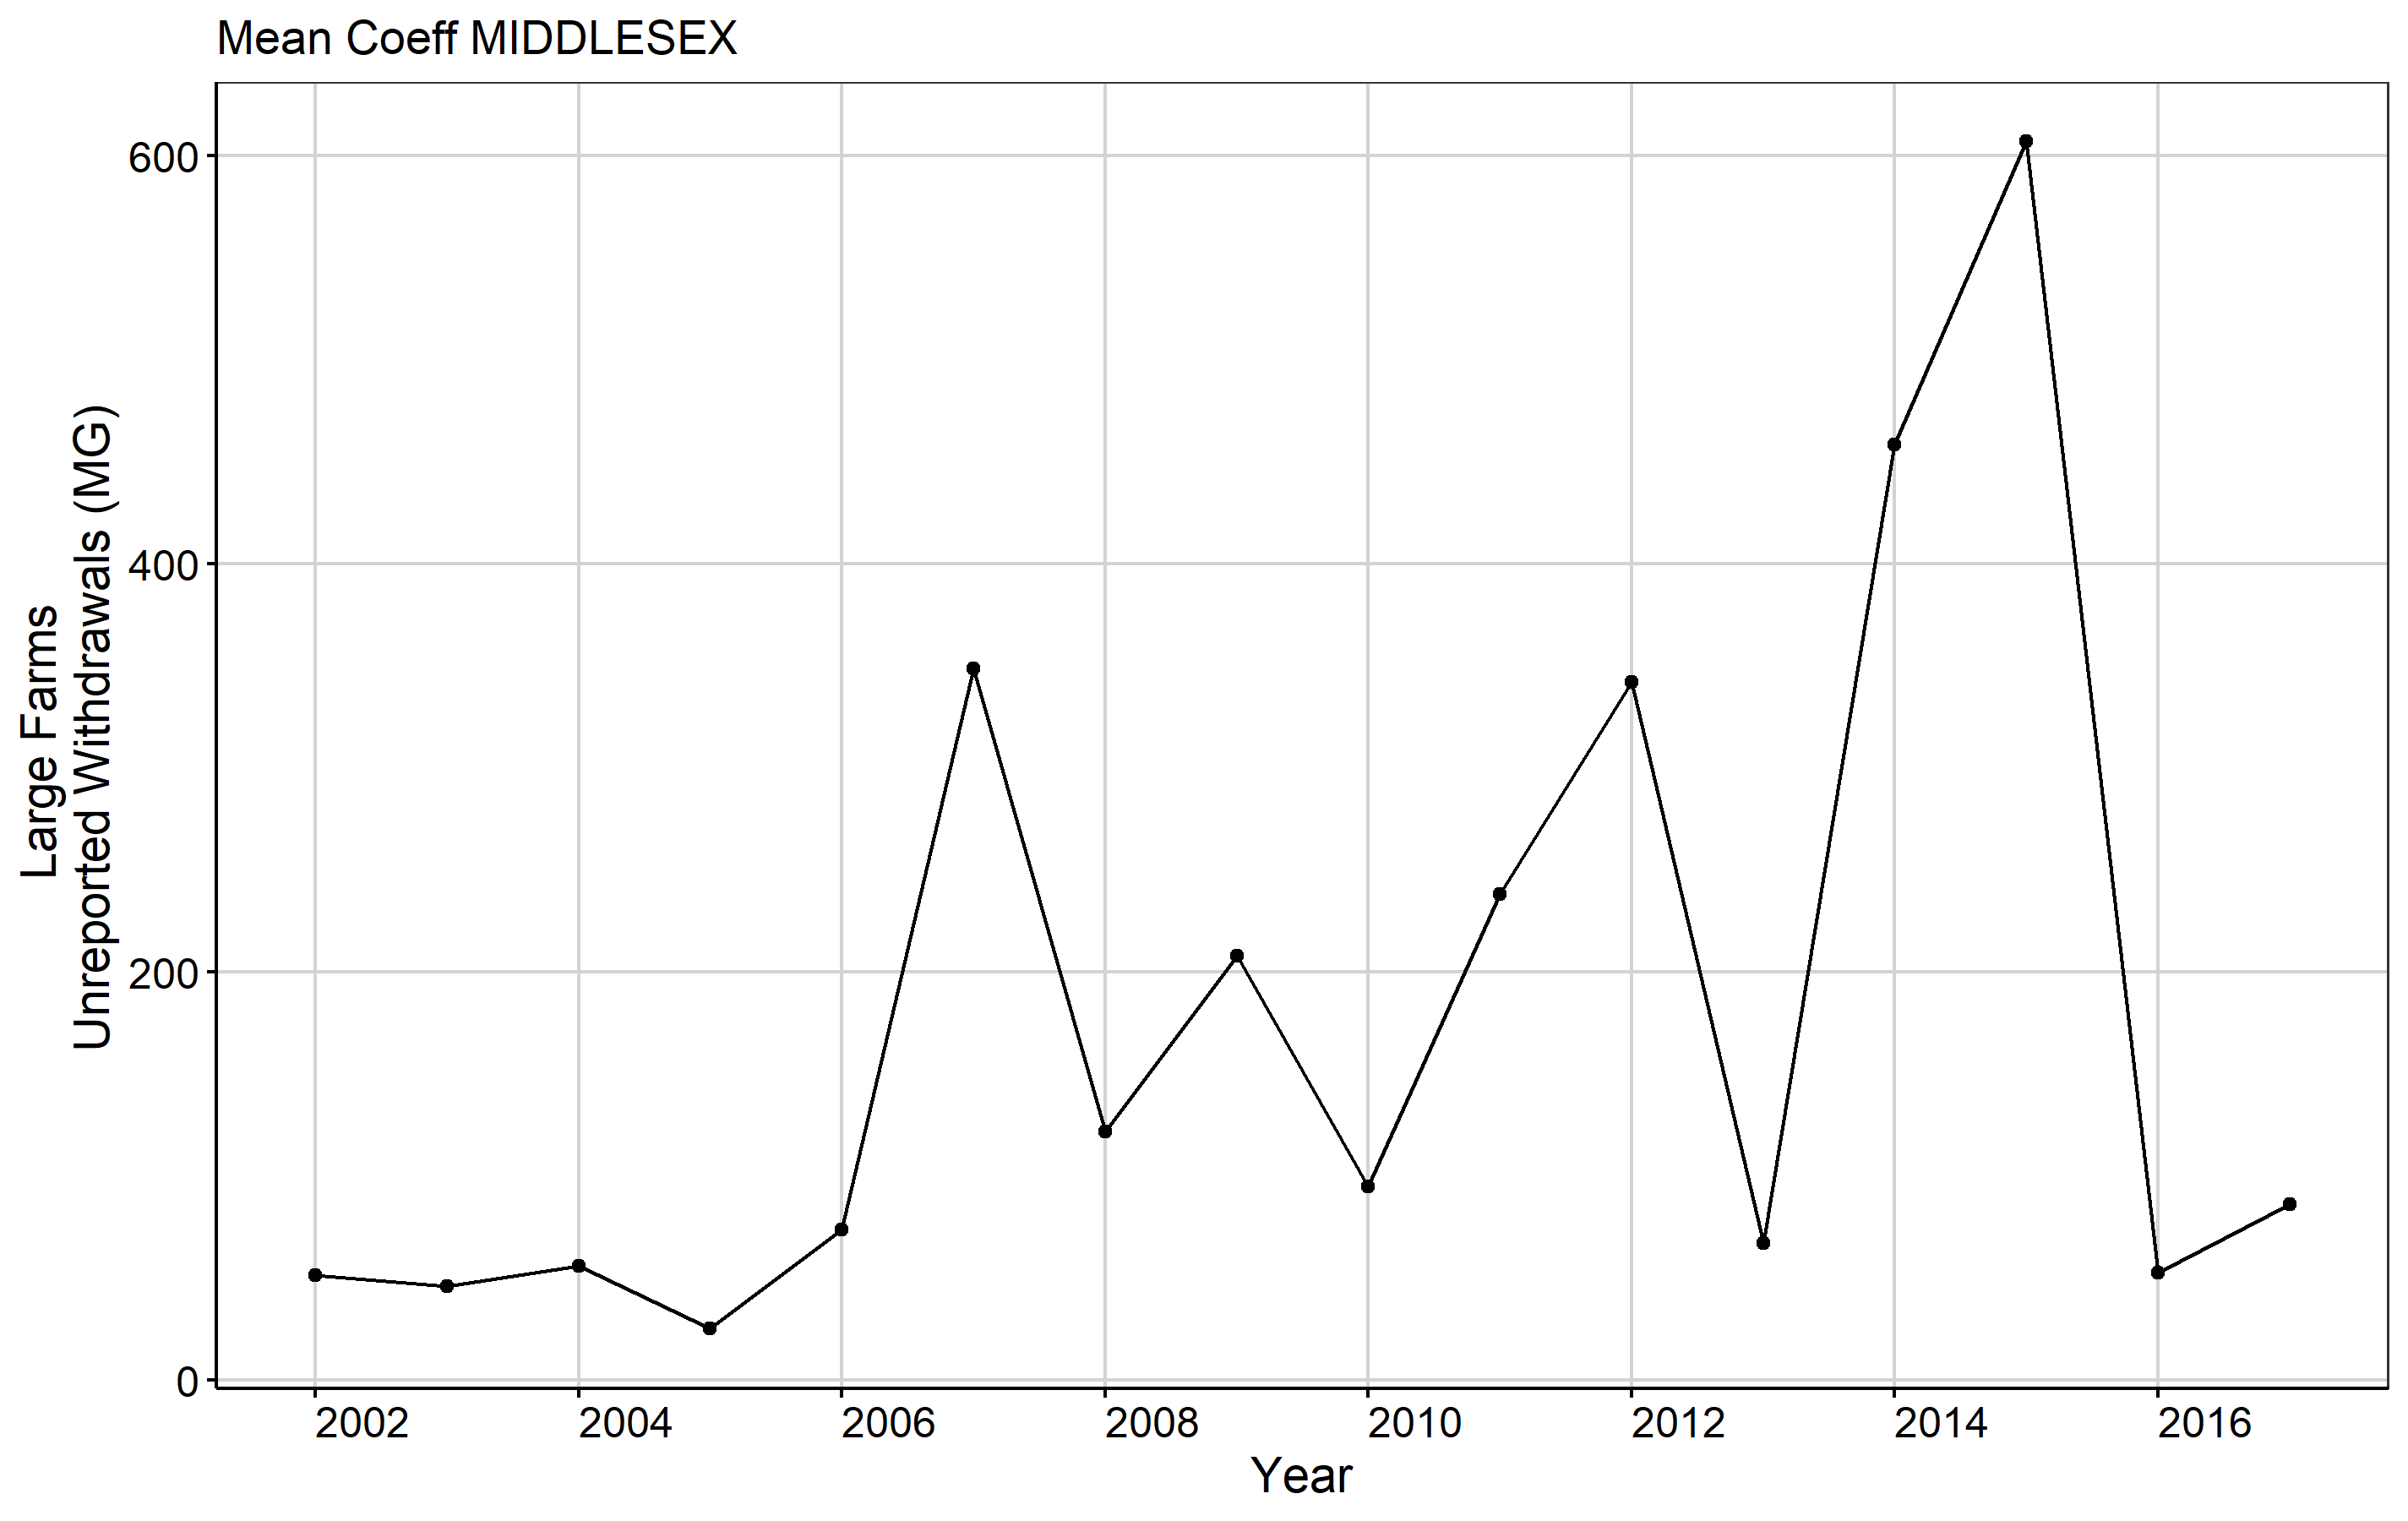 Mean Coeff MIDDLESEX
Large Farms
Unreported Withdrawals (MG)
600
400
200
0
2002 2004 2006 2008 2010 2012 2014 2016
Year